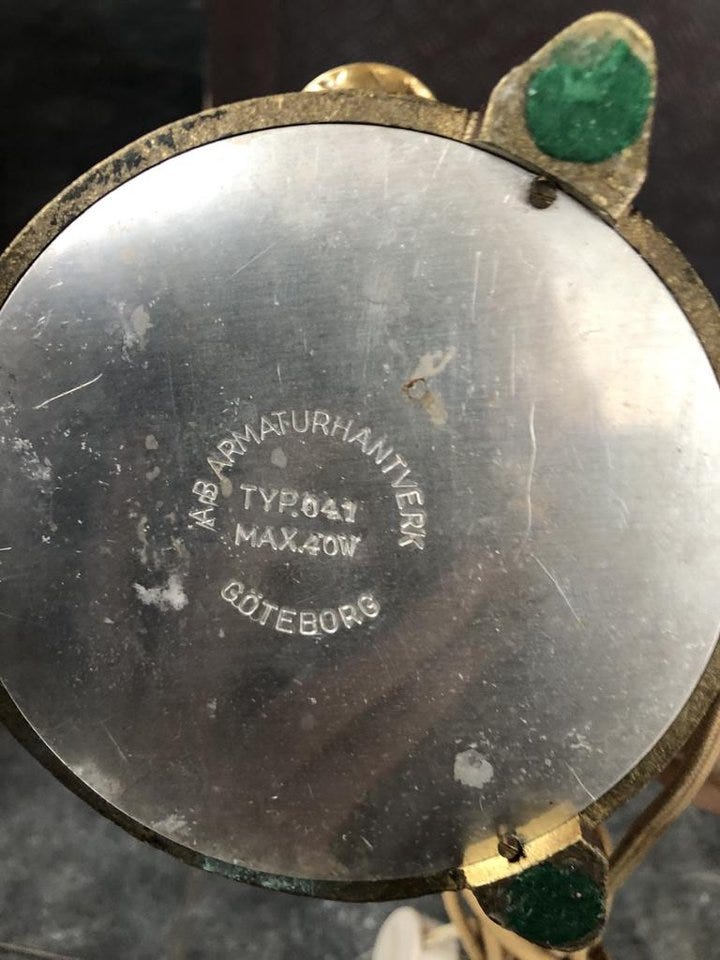 AB ARMATURHANTVERK
TYP.041
MAX.40W
GÖTEBORG